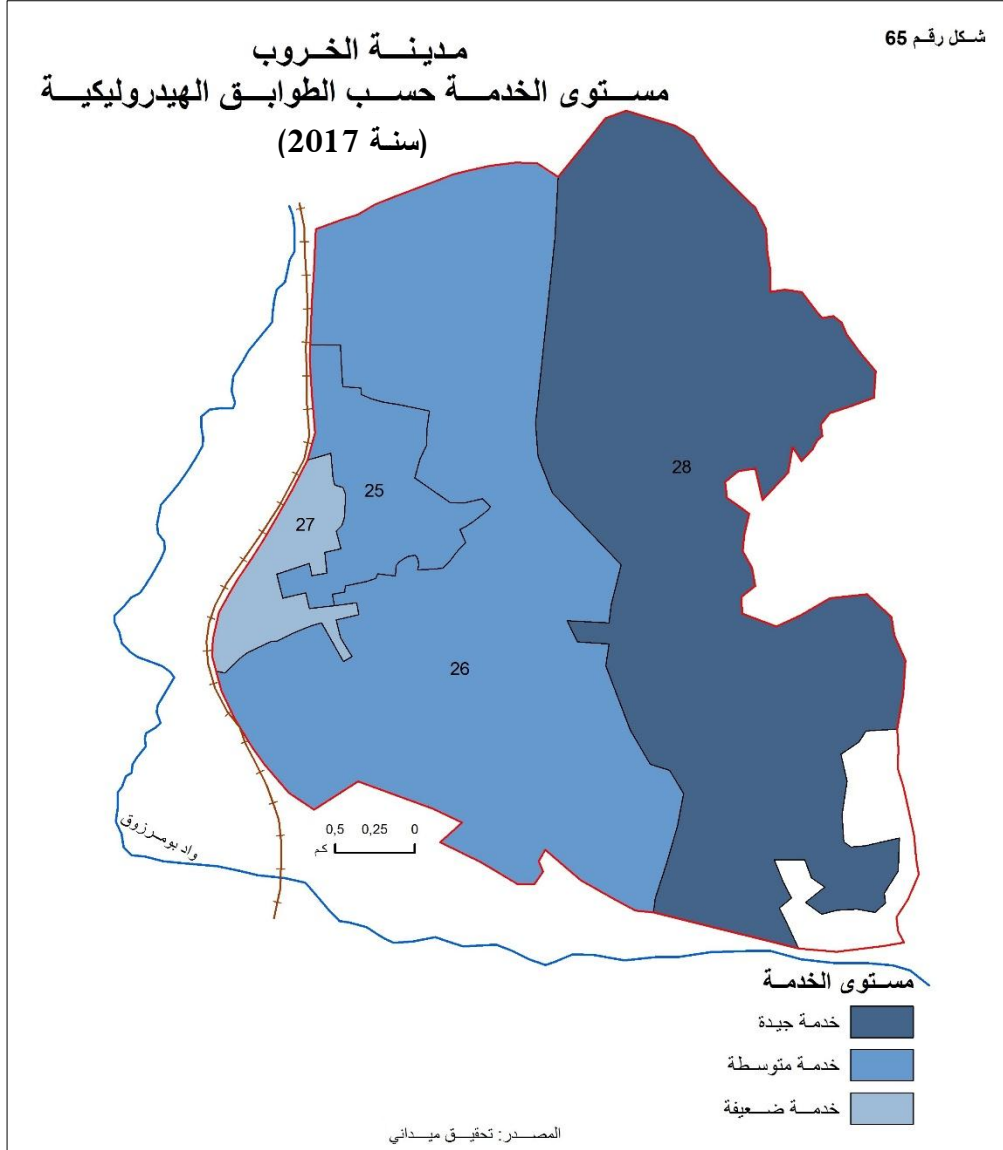 شكل رقم 65
مدينة الخروب
مستوى الخدمة حسب الطوابق الهيدروليكية
(سنة 2017)
28
25
27
26
0,5 0,25 0
كم
واد بومرزوق
مستوى الخدمة
خدمة جيدة
خدمة متوسطة
خدمة ضعيفة
المصدر: تحقيق ميداني